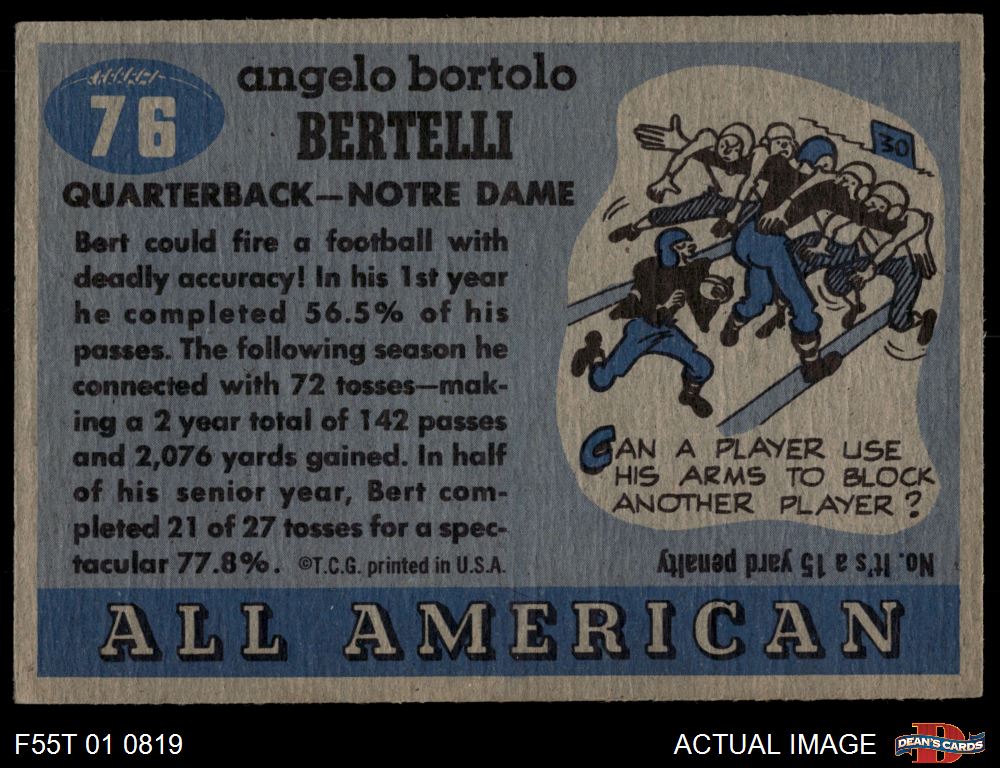 76
angelo bortolo
BERTELLI
QUARTERBACK—NOTRE DAME
Bert could fire a football with
deadly accuracy! In his 1st year
he completed 56.5% of his
passes. The following season he
connected with 72 tosses—mak-
ing a 2 year total of 142 passes
and 2,076 yards gained. In half
of his senior year, Bert com-
pleted 21 of 27 tosses for a spec-
tacular 77.8%. ©T.C.G. printed in U.S.A.
30
CAN A PLAYER USE
HIS ARMS TO BLOCK
ANOTHER PLAYER?
No. It's a 15 yard penalty
ALL AMERICAN
F55T 01 0819
ACTUAL IMAGE
D
DEAN'S CARDS